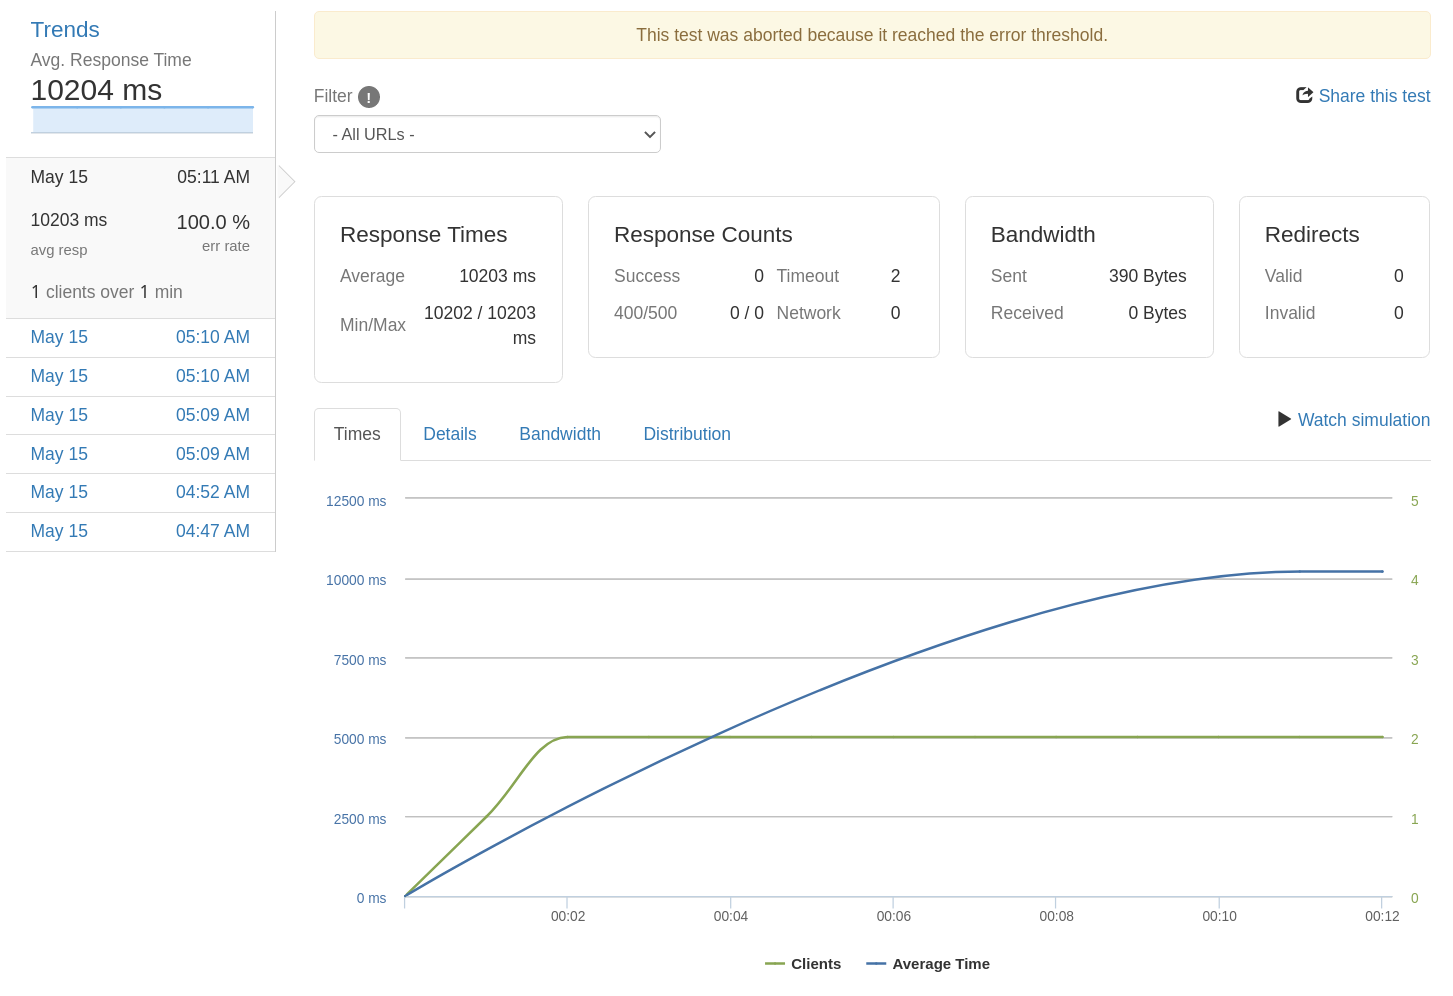 Trends
Avg. Response Time
10204 ms
May 15 05:11 AM
10203 ms 100.0 %
avg resp err rate
1 clients over 1 min
May 15 05:10 AM
May 15 05:10 AM
May 15 05:09 AM
May 15 05:09 AM
May 15 04:52 AM
May 15 04:47 AM
This test was aborted because it reached the error threshold.
Filter !
Share this test
- All URLs -
Response Times
Average 10203 ms
Min/Max 10202 / 10203
ms
Response Counts
Success 0 Timeout 2
400/500 0 / 0 Network 0
Bandwidth
Sent 390 Bytes
Received 0 Bytes
Redirects
Valid 0
Invalid 0
Times Details Bandwidth Distribution
Watch simulation
12500 ms 5
10000 ms 4
7500 ms 3
5000 ms 2
2500 ms 1
0 ms 0
00:02 00:04 00:06 00:08 00:10 00:12
Clients Average Time